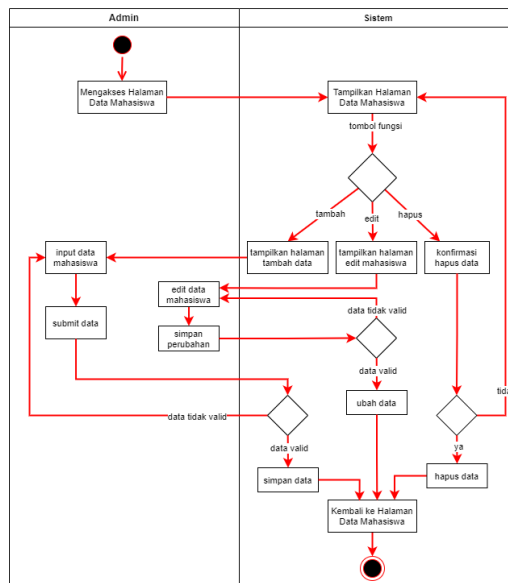 Admin
Sistem
Mengakses Halaman
Data Mahasiswa
Tampilkan Halaman
Data Mahasiswa
tombol fungsi
tambah
edit
hapus
input data
mahasiswa
tampilkan halaman
tambah data
tampilkan halaman
edit mahasiswa
konfirmasi
hapus data
edit data
mahasiswa
data tidak valid
submit data
simpan
perubahan
data valid
ubah data
tida
data tidak valid
ya
data valid
simpan data
hapus data
Kembali ke Halaman
Data Mahasiswa